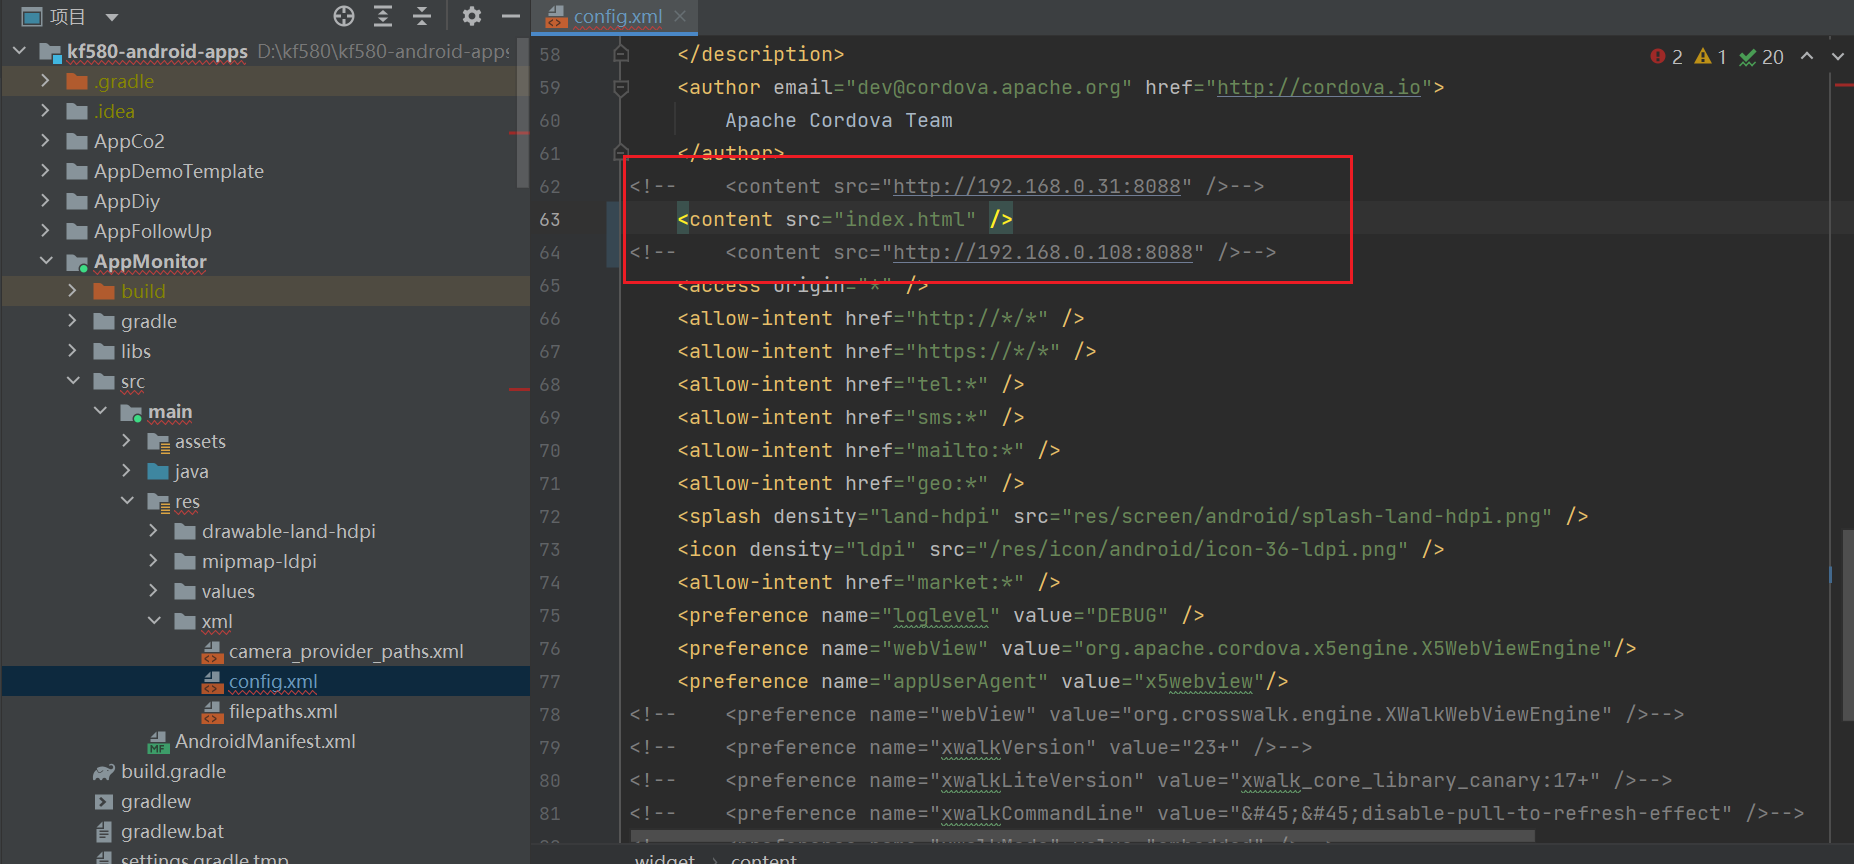 项目
kf580-android-apps D:\kf580\kf580-android-apps
.gradle
.idea
AppCo2
AppDemoTemplate
AppDiy
AppFollowUp
AppMonitor
build
gradle
libs
src
main
assets
java
res
drawable-land-hdpi
mipmap-ldpi
values
xml
camera_provider_paths.xml
config.xml
filepaths.xml
AndroidManifest.xml
build.gradle
gradlew
gradlew.bat
settings.gradle.tmp
config.xml
2 1 20
58 </description>
59 <author email="dev@cordova.apache.org" href="http://cordova.io">
60 Apache Cordova Team
61 </author>
62 <!-- <content src="http://192.168.0.31:8088" />-->
63 <content src="index.html" />
64 <!-- <content src="http://192.168.0.108:8088" />-->
65 <access origin="*" />
66 <allow-intent href="http://*/*" />
67 <allow-intent href="https://*/*" />
68 <allow-intent href="tel:*" />
69 <allow-intent href="sms:*" />
70 <allow-intent href="mailto:*" />
71 <allow-intent href="geo:*" />
72 <splash density="land-hdpi" src="res/screen/android/splash-land-hdpi.png" />
73 <icon density="ldpi" src="/res/icon/android/icon-36-ldpi.png" />
74 <allow-intent href="market:*" />
75 <preference name="loglevel" value="DEBUG" />
76 <preference name="webView" value="org.apache.cordova.x5engine.X5WebViewEngine"/>
77 <preference name="appUserAgent" value="x5webview"/>
78 <!-- <preference name="webView" value="org.crosswalk.engine.XWalkWebViewEngine" />-->
79 <!-- <preference name="xwalkVersion" value="23+" />-->
80 <!-- <preference name="xwalkLiteVersion" value="xwalk_core_library_canary:17+" />-->
81 <!-- <preference name="xwalkCommandLine" value="&#45;&#45;disable-pull-to-refresh-effect" />-->
widget › content